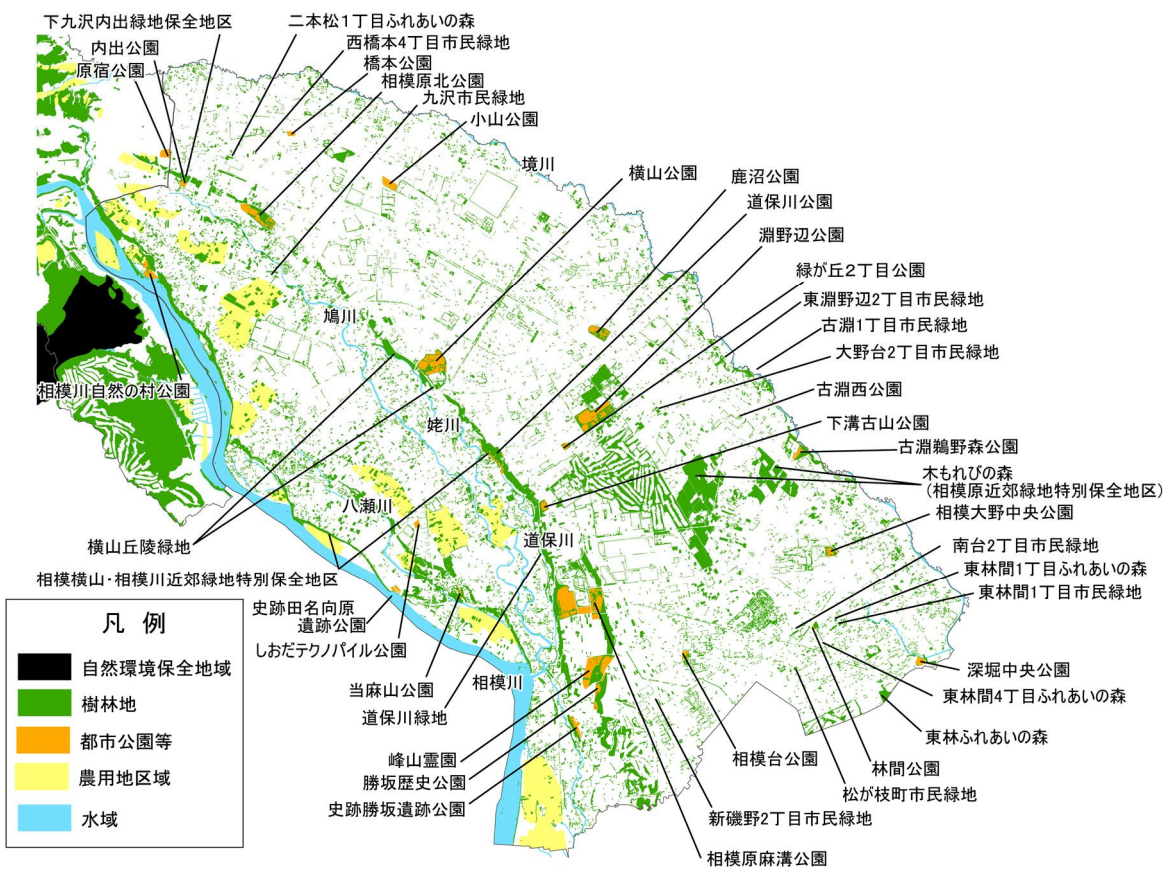 下九沢内出緑地保全地区
内出公園
原宿公園
二本松1丁目ふれあいの森
西橋本4丁目市民緑地
橋本公園
相模原北公園
九沢市民緑地
小山公園
境川
横山公園
鹿沼公園
道保川公園
淵野辺公園
緑が丘2丁目公園
東淵野辺2丁目市民緑地
古淵1丁目市民緑地
大野台2丁目市民緑地
古淵西公園
下溝古山公園
古淵鵜野森公園
木もれびの森
(相模原近郊緑地特別保全地区)
相模大野中央公園
南台2丁目市民緑地
東林間1丁目ふれあいの森
東林間1丁目市民緑地
深堀中央公園
東林間4丁目ふれあいの森
東林ふれあいの森
林間公園
松が枝町市民緑地
相模台公園
新磯野2丁目市民緑地
相模原麻溝公園
鳩川
姥川
八瀬川
道保川
相模川
相模川自然の村公園
横山丘陵緑地
相模横山・相模川近郊緑地特別保全地区
史跡田名向原
遺跡公園
しおだテクノパイル公園
当麻山公園
道保川緑地
峰山霊園
勝坂歴史公園
史跡勝坂遺跡公園
凡 例
自然環境保全地域
樹林地
都市公園等
農用地区域
水域